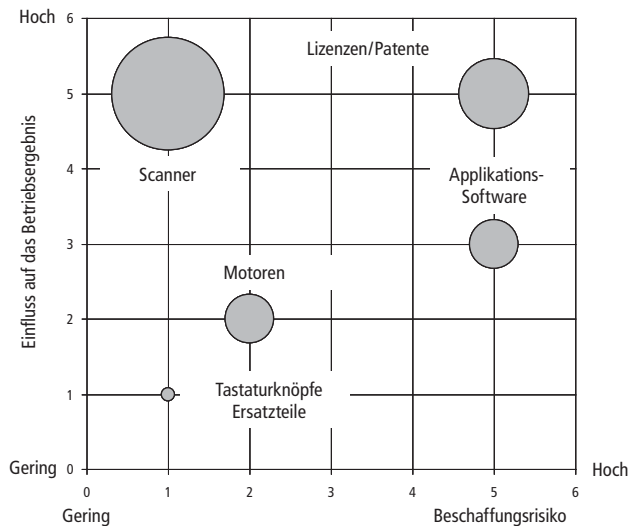 Hoch 6
Lizenzen/Patente
5
4
Scanner
Applikations-
Software
3
Motoren
2
Tastaturknöpfe
Ersatzteile
1
Gering 0
Einfluss auf das Betriebsergebnis
Hoch
0 1 2 3 4 5 6
Gering Beschaffungsrisiko